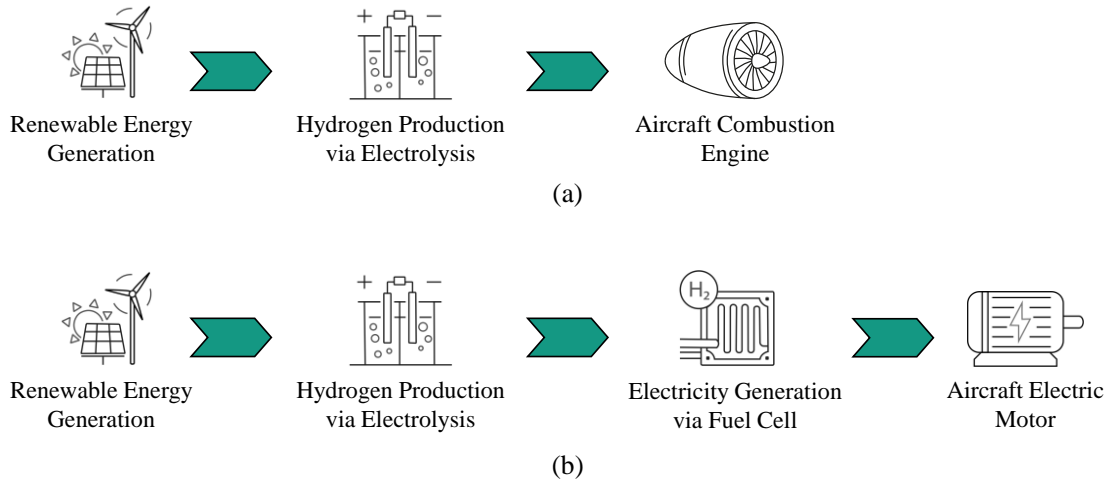 + −
Renewable Energy
Generation
Hydrogen Production
via Electrolysis
Aircraft Combustion
Engine
(a)
+ −
H₂
Renewable Energy
Generation
Hydrogen Production
via Electrolysis
Electricity Generation
via Fuel Cell
Aircraft Electric
Motor
(b)